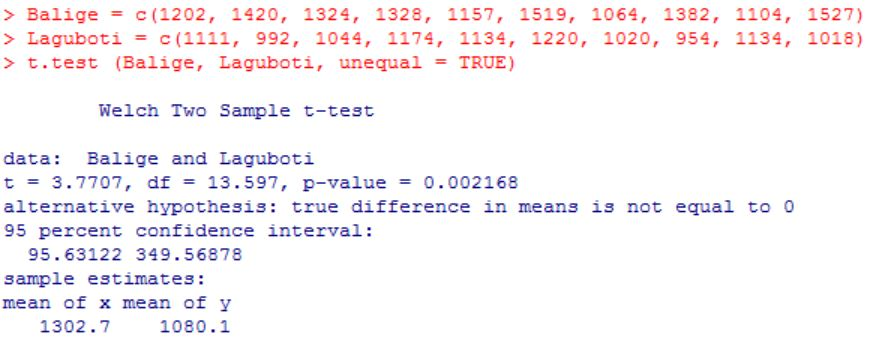 > Balige = c(1202, 1420, 1324, 1328, 1157, 1519, 1064, 1382, 1104, 1527)
> Laguboti = c(1111, 992, 1044, 1174, 1134, 1220, 1020, 954, 1134, 1018)
> t.test (Balige, Laguboti, unequal = TRUE)
Welch Two Sample t-test
data:  Balige and Laguboti
t = 3.7707, df = 13.597, p-value = 0.002168
alternative hypothesis: true difference in means is not equal to 0
95 percent confidence interval:
95.63122 349.56878
sample estimates:
mean of x mean of y
1302.7    1080.1